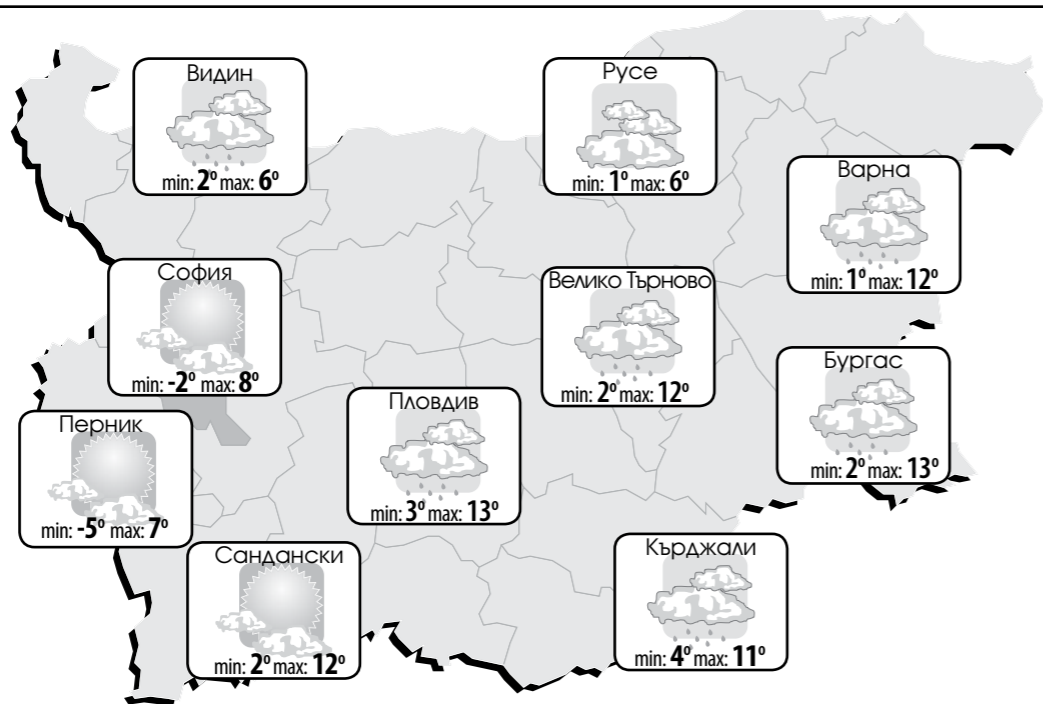 Видин
min: 2° max: 6°
Русе
min: 1° max: 6°
Варна
min: 1° max: 12°
София
min: -2° max: 8°
Велико Търново
min: 2° max: 12°
Бургас
min: 2° max: 13°
Пловдив
min: 3° max: 13°
Перник
min: -5° max: 7°
Сандански
min: 2° max: 12°
Кърджали
min: 4° max: 11°